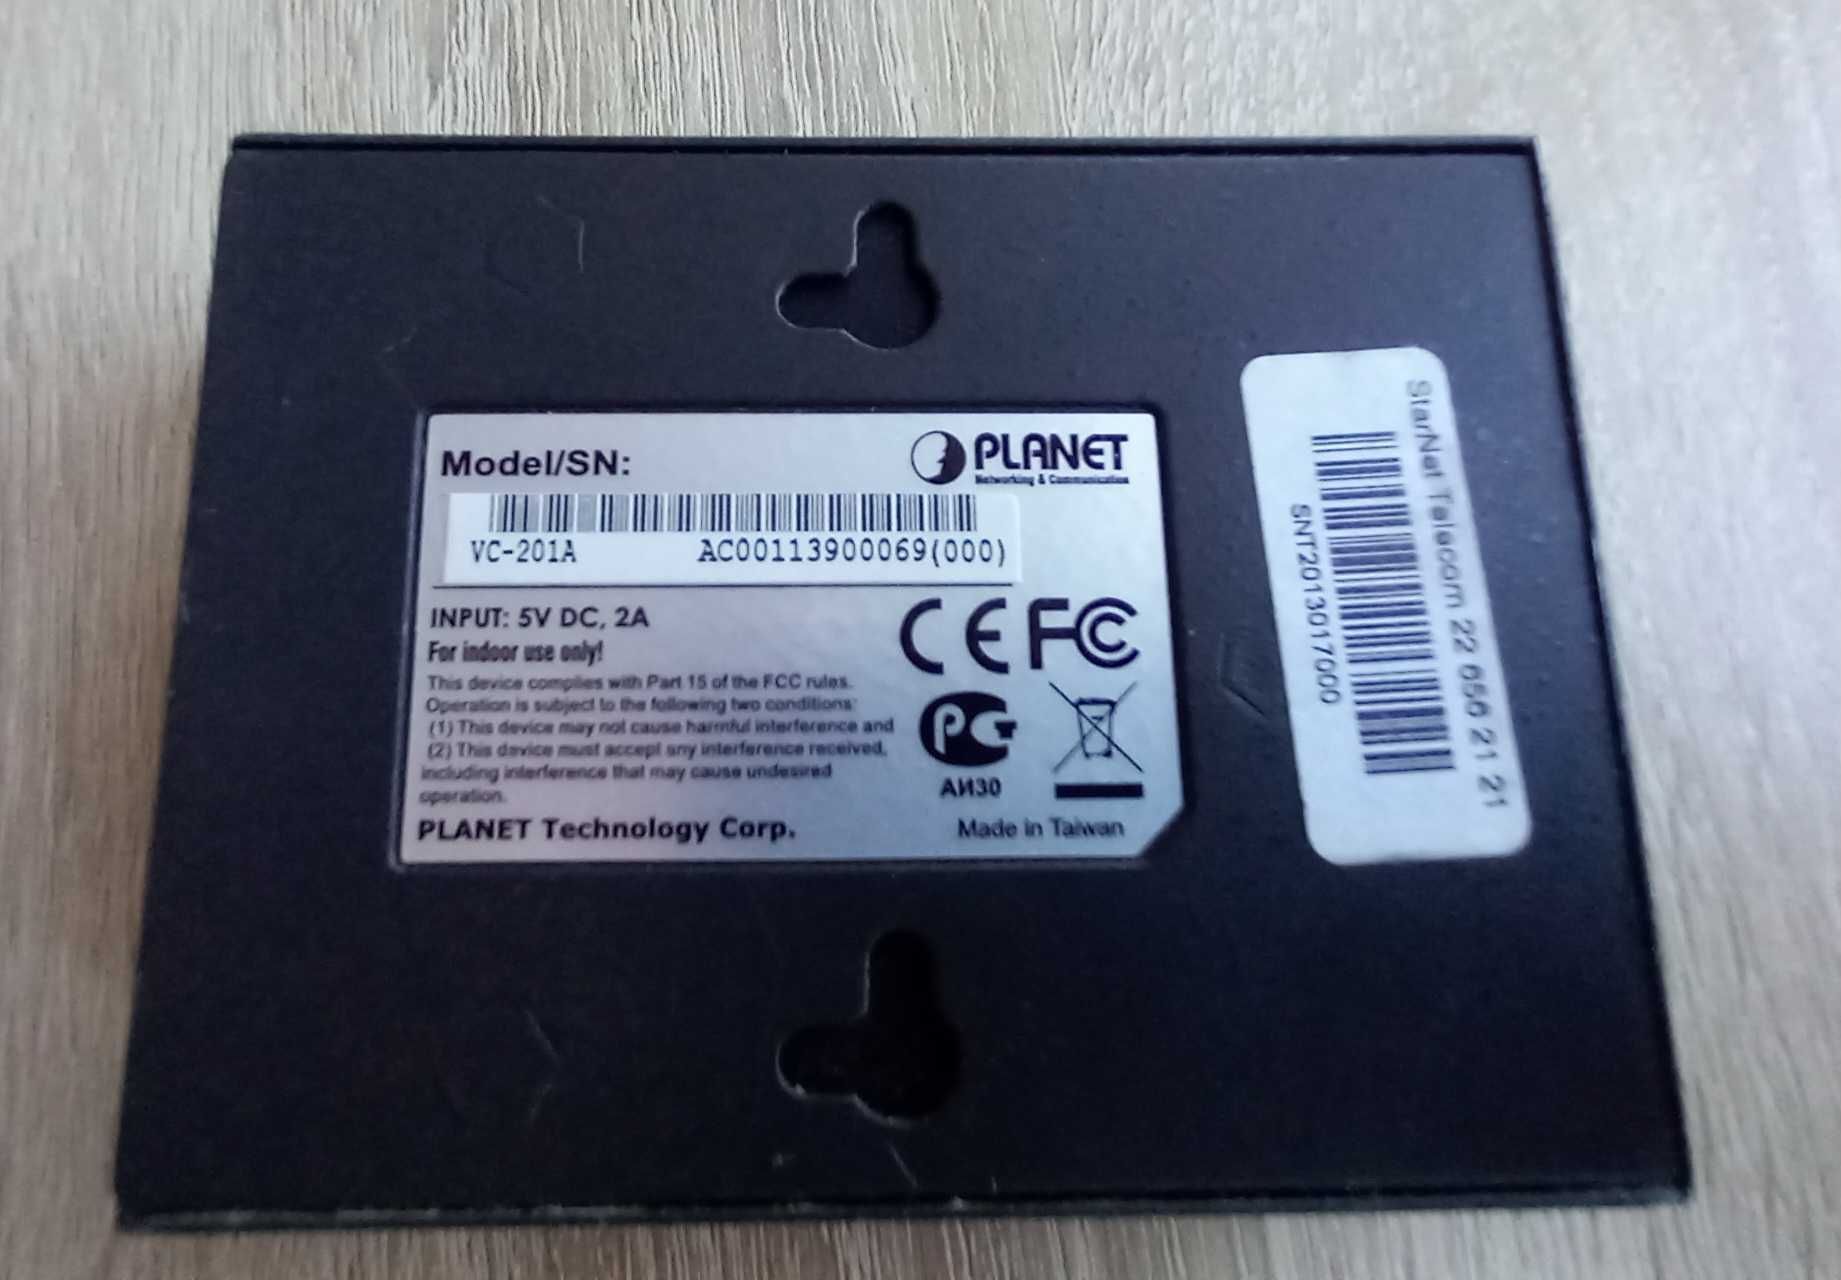 Model/SN:
PLANET
Networking & Communication
VC-201A AC00113900069(000)
INPUT: 5V DC, 2A
For indoor use only!
This device complies with Part 15 of the FCC rules.
Operation is subject to the following two conditions:
(1) This device may not cause harmful interference and
(2) This device must accept any interference received,
including interference that may cause undesired
operation.
PLANET Technology Corp.
CE FC
PG
АИ30
Made in Taiwan
StarNet Telecom 22 656 21 21
SNT2013017000